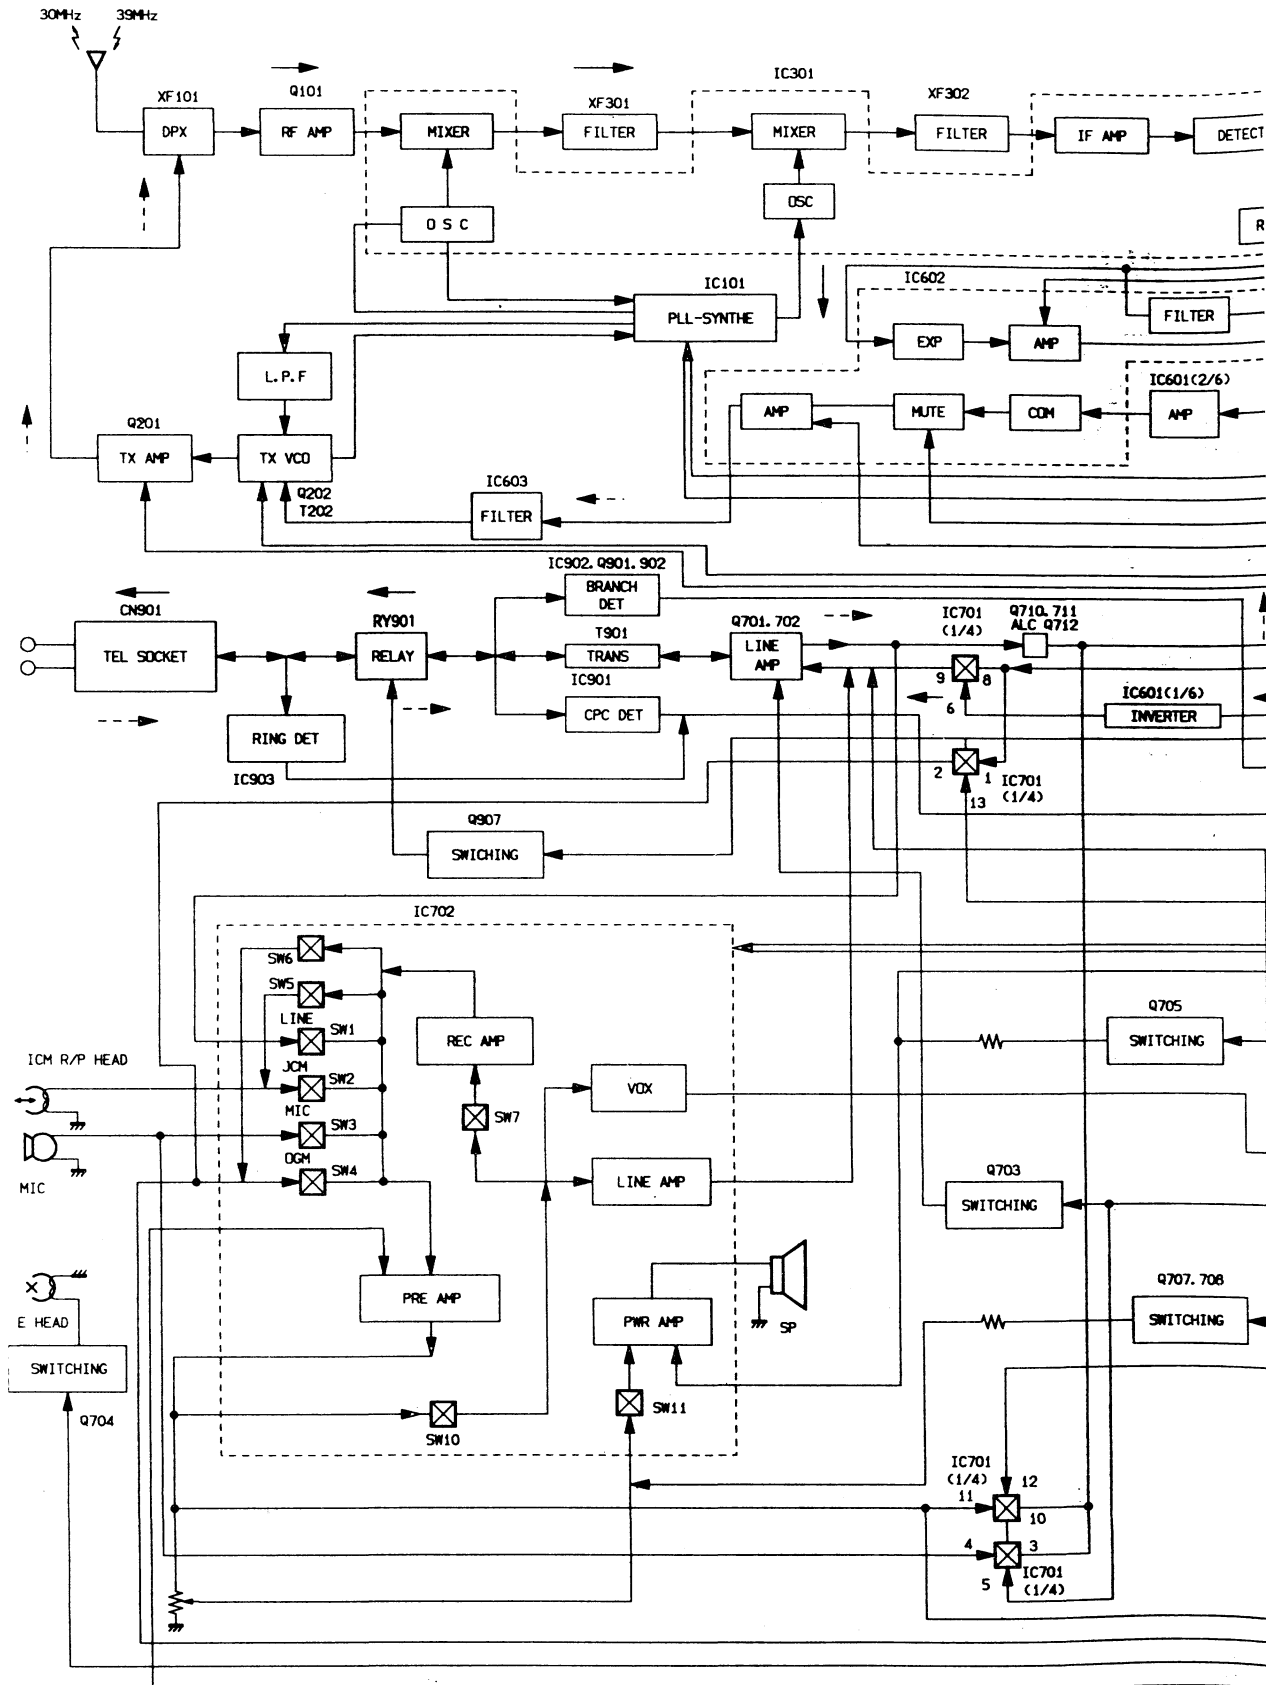 30MHz 39MHz
XF101
DPX
Q101
RF AMP
MIXER
XF301
FILTER
IC301
MIXER
XF302
FILTER
IF AMP
DETECT
O S C
OSC
R
IC101
PLL-SYNTHE
IC602
EXP
AMP
FILTER
L.P.F
AMP
MUTE
COM
IC601(2/6)
AMP
Q201
TX AMP
TX VCO
Q202
T202
IC603
FILTER
IC902.Q901.902
BRANCH
DET
CN901
TEL SOCKET
RY901
RELAY
T901
TRANS
Q701.702
LINE
AMP
IC701
(1/4)
Q710.711
ALC Q712
9
8
6
IC901
CPC DET
IC601(1/6)
INVERTER
RING DET
IC903
2
1
IC701
(1/4)
13
Q907
SWICHING
IC702
SW6
SW5
LINE
SW1
REC AMP
Q705
SWITCHING
ICM R/P HEAD
JCM
SW2
VOX
MIC
SW3
SW7
MIC
OGM
SW4
LINE AMP
Q703
SWITCHING
PRE AMP
PWR AMP
SP
Q707.708
SWITCHING
E HEAD
SWITCHING
Q704
SW10
SW11
IC701
(1/4)
12
11
10
4
3
5
IC701
(1/4)